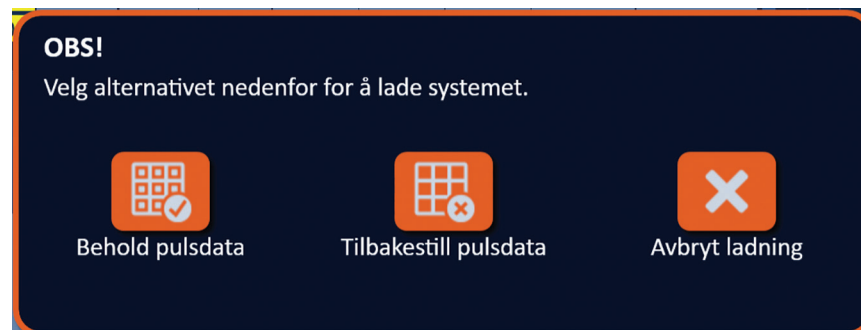 OBS!
Velg alternativet nedenfor for å lade systemet.
Behold pulsdata
Tilbakestill pulsdata
Avbryt ladning